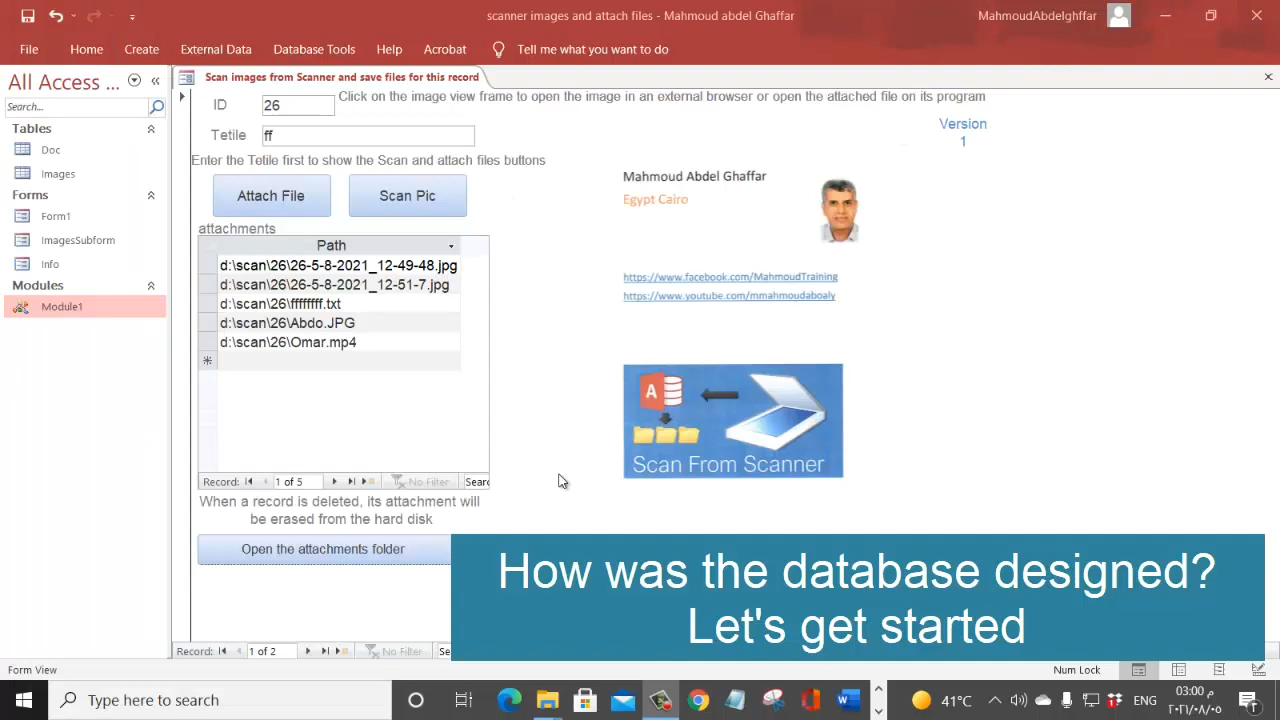 scanner images and attach files - Mahmoud abdel Ghaffar
MahmoudAbdelghffar
File Home Create External Data Database Tools Help Acrobat Tell me what you want to do
All Access ...
Search...
Tables
Doc
Images
Forms
Form1
ImagesSubform
Info
Modules
Module1
Scan images from Scanner and save files for this record
ID 26 Click on the image view frame to open the image in an external browser or open the attached file on its program
Tetile ff
Version
1
Enter the Tetile first to show the Scan and attach files buttons
Attach File Scan Pic
Mahmoud Abdel Ghaffar
Egypt Cairo
attachments
Path
d:\scan\26\26-5-8-2021_12-49-48.jpg
d:\scan\26\26-5-8-2021_12-51-7.jpg
d:\scan\26\ffffffff.txt
d:\scan\26\Abdo.JPG
d:\scan\26\Omar.mp4
https://www.facebook.com/MahmoudTraining
https://www.youtube.com/mmahmoudaboaly
A
Scan From Scanner
Record: 1 of 5 No Filter Searc
When a record is deleted, its attachment will
be erased from the hard disk
Open the attachments folder
How was the database designed?
Let's get started
Record: 1 of 2 No Filter Se
Form View
Num Lock
Type here to search
41°C
ENG
03:00 م
٢٠٢١/٠٨/٠٥